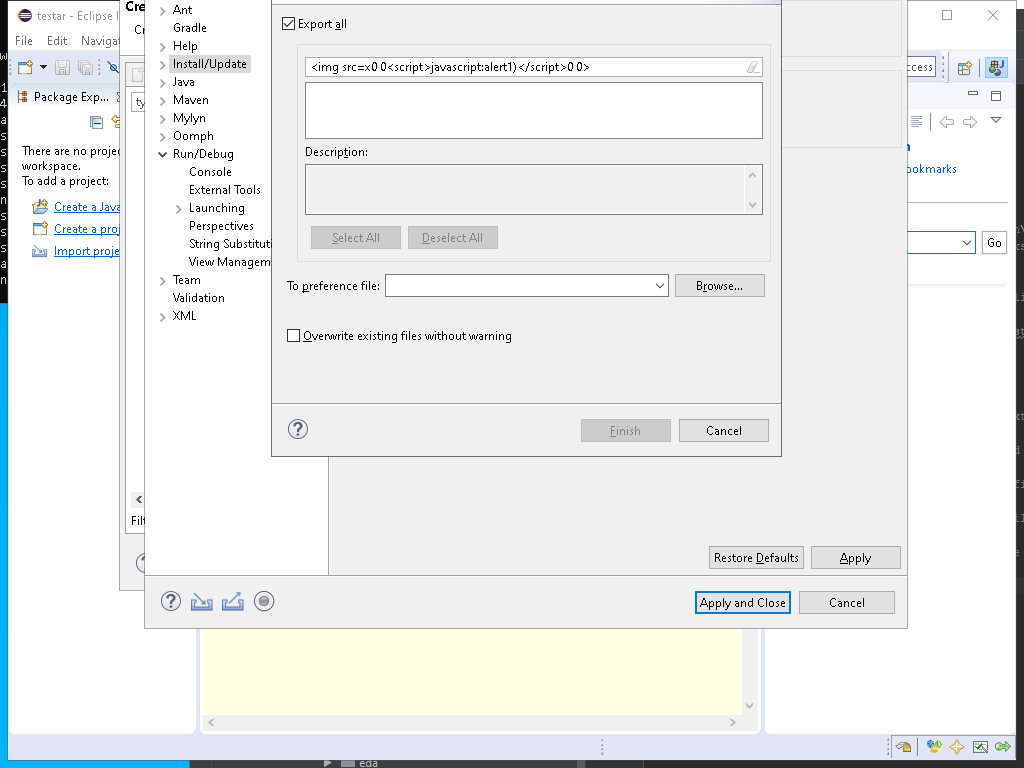 testar - Eclipse I
File Edit Navigat
Package Exp...
There are no projec
workspace.
To add a project:
Create a Java
Create a proj
Import proje
Cre
Cr
ty
Filt
Ant
Gradle
Help
Install/Update
Java
Maven
Mylyn
Oomph
Run/Debug
Console
External Tools
Launching
Perspectives
String Substituti
View Managem
Team
Validation
XML
Export all
<img src=x0 0<script>javascript:alert1)</script>0 0>
Description:
Select All Deselect All
To preference file: Browse...
Overwrite existing files without warning
Finish Cancel
Restore Defaults Apply
Apply and Close Cancel
ccess
ookmarks
Go
eda